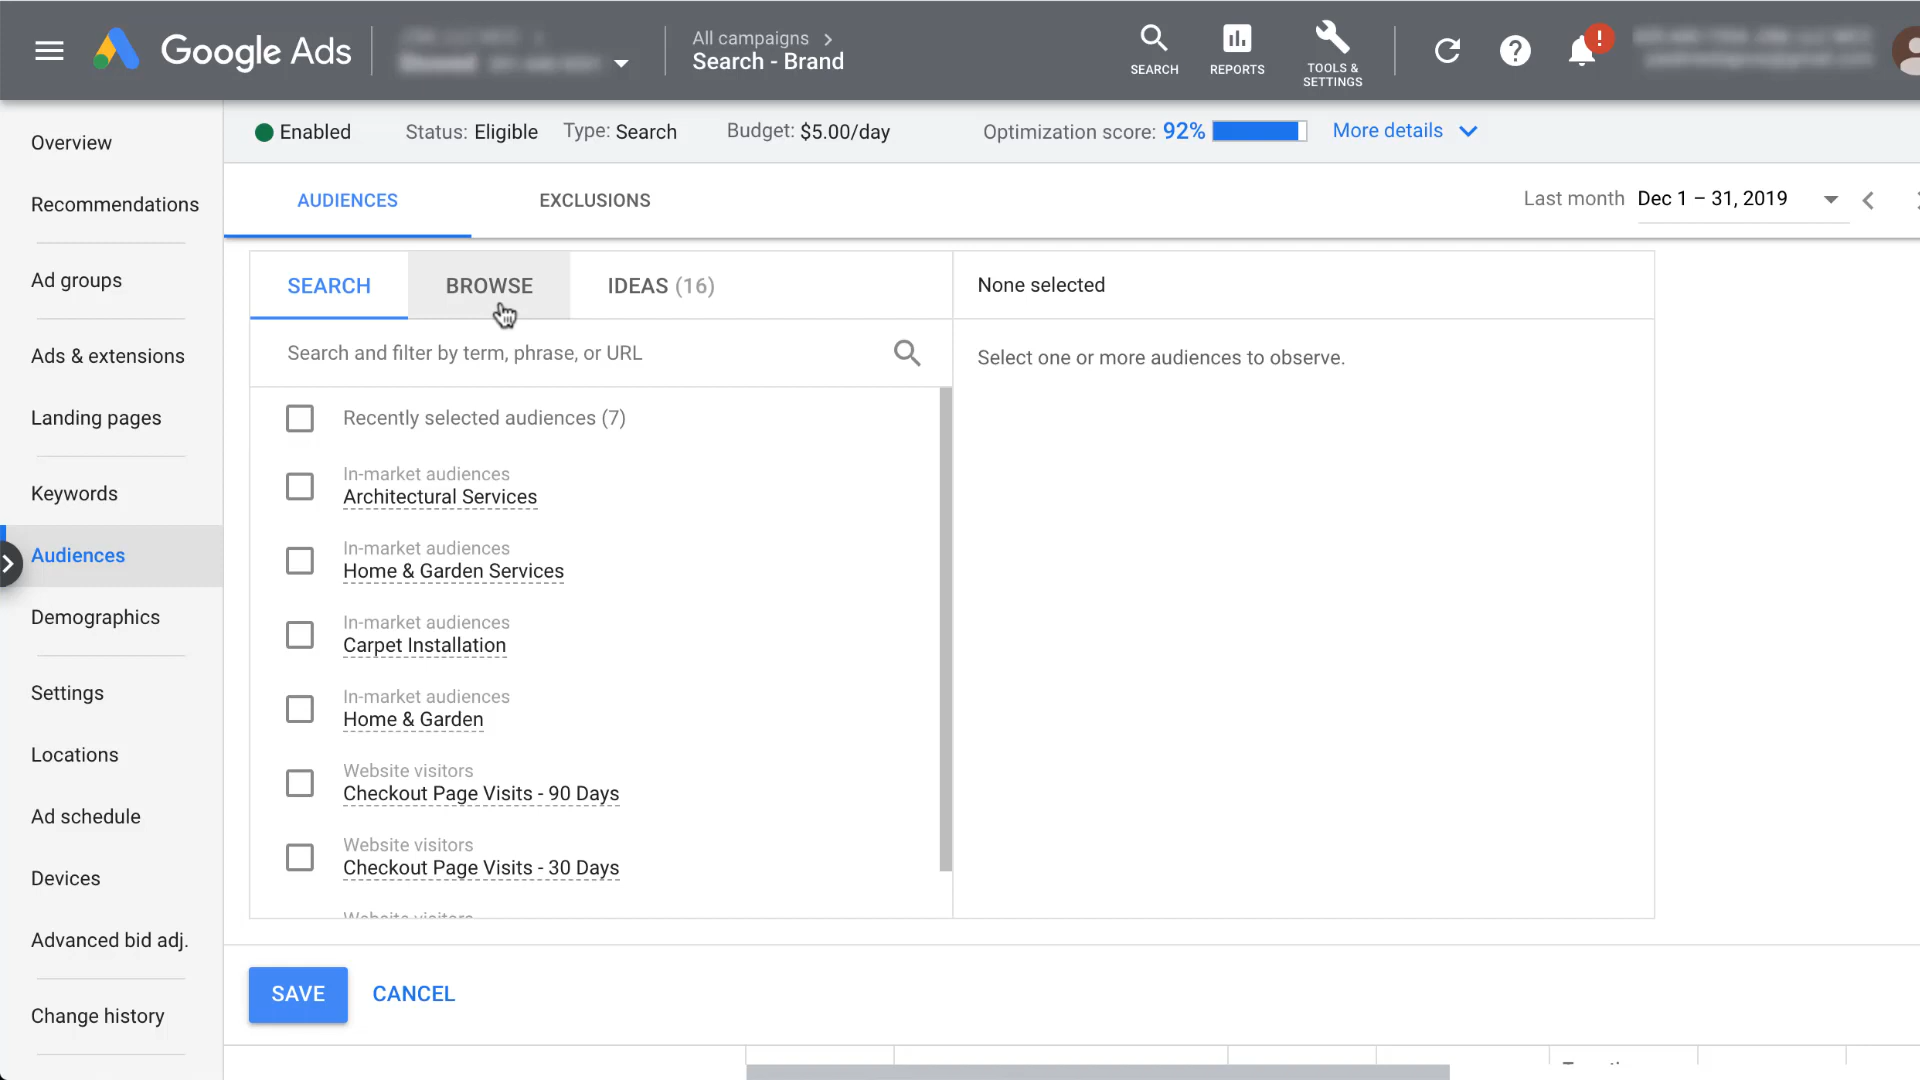 Google Ads
All campaigns >
Search - Brand
SEARCH
REPORTS
TOOLS &
SETTINGS
!
Enabled
Status: Eligible
Type: Search
Budget: $5.00/day
Optimization score: 92%
More details
Overview
Recommendations
Ad groups
Ads & extensions
Landing pages
Keywords
Audiences
Demographics
Settings
Locations
Ad schedule
Devices
Advanced bid adj.
Change history
AUDIENCES
EXCLUSIONS
Last month Dec 1 – 31, 2019
SEARCH
BROWSE
IDEAS (16)
None selected
Search and filter by term, phrase, or URL
Select one or more audiences to observe.
Recently selected audiences (7)
In-market audiences
Architectural Services
In-market audiences
Home & Garden Services
In-market audiences
Carpet Installation
In-market audiences
Home & Garden
Website visitors
Checkout Page Visits - 90 Days
Website visitors
Checkout Page Visits - 30 Days
Website visitors
SAVE
CANCEL